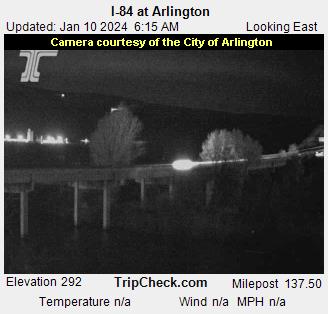 I-84 at Arlington
Updated: Jan 10 2024 6:15 AM Looking East
Camera courtesy of the City of Arlington
Elevation 292 TripCheck.com Milepost 137.50
Temperature n/a Wind n/a MPH n/a